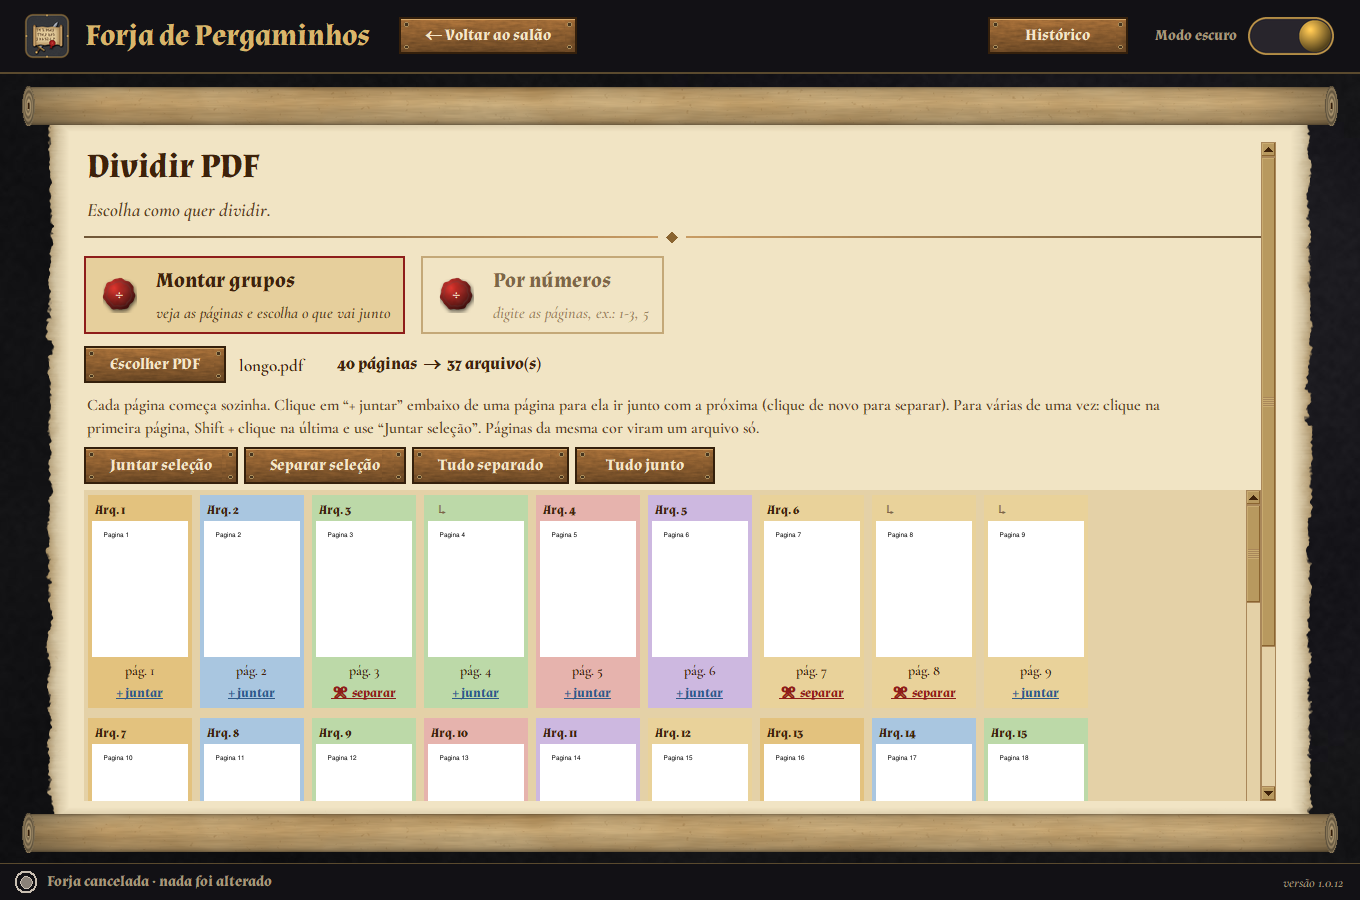 Forja de Pergaminhos
← Voltar ao salão
Histórico
Modo escuro
Dividir PDF
Escolha como quer dividir.
Montar grupos
veja as páginas e escolha o que vai junto
Por números
digite as páginas, ex.: 1-3, 5
Escolher PDF
longo.pdf
40 páginas → 37 arquivo(s)
Cada página começa sozinha. Clique em “+ juntar” embaixo de uma página para ela ir junto com a próxima (clique de novo para separar). Para várias de uma vez: clique na
primeira página, Shift + clique na última e use “Juntar seleção”. Páginas da mesma cor viram um arquivo só.
Juntar seleção
Separar seleção
Tudo separado
Tudo junto
Arq. 1
Arq. 2
Arq. 3
↳
Arq. 4
Arq. 5
Arq. 6
↳
↳
Pagina 1
Pagina 2
Pagina 3
Pagina 4
Pagina 5
Pagina 6
Pagina 7
Pagina 8
Pagina 9
pág. 1
pág. 2
pág. 3
pág. 4
pág. 5
pág. 6
pág. 7
pág. 8
pág. 9
+ juntar
+ juntar
✂ separar
+ juntar
+ juntar
+ juntar
✂ separar
✂ separar
+ juntar
Arq. 7
Arq. 8
Arq. 9
Arq. 10
Arq. 11
Arq. 12
Arq. 13
Arq. 14
Arq. 15
Pagina 10
Pagina 11
Pagina 12
Pagina 13
Pagina 14
Pagina 15
Pagina 16
Pagina 17
Pagina 18
Forja cancelada · nada foi alterado
versão 1.0.12